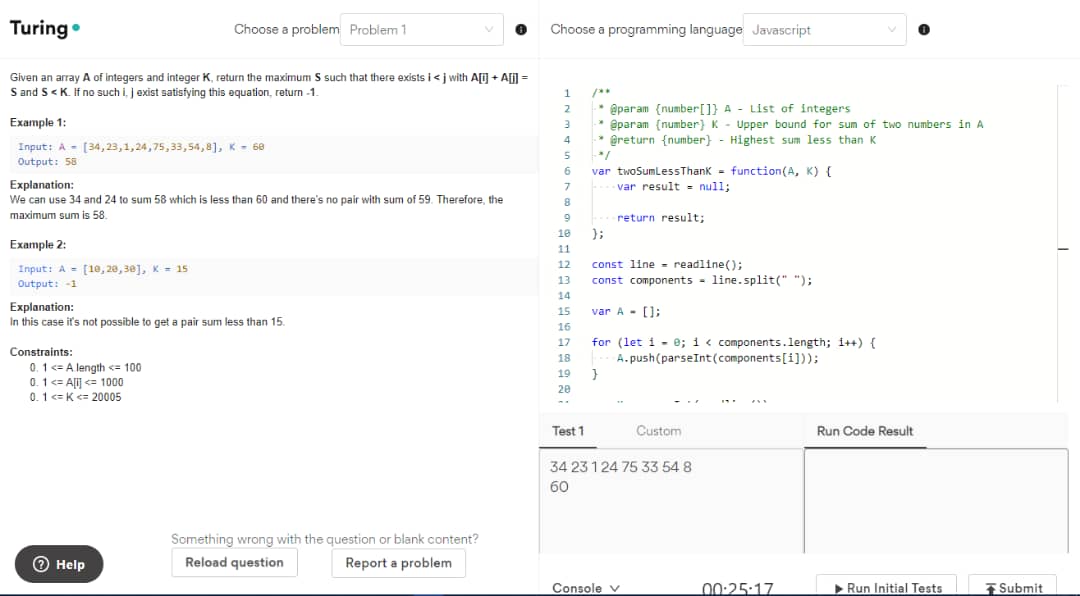 Turing
Choose a problem Problem 1
Choose a programming language Javascript
Given an array A of integers and integer K, return the maximum S such that there exists i < j with A[i] + A[j] =
S and S < K. If no such i, j exist satisfying this equation, return -1.
Example 1:
Input: A = [34,23,1,24,75,33,54,8], K = 60
Output: 58
Explanation:
We can use 34 and 24 to sum 58 which is less than 60 and there's no pair with sum of 59. Therefore, the
maximum sum is 58.
Example 2:
Input: A = [10,20,30], K = 15
Output: -1
Explanation:
In this case it's not possible to get a pair sum less than 15.
Constraints:
0. 1 <= A.length <= 100
0. 1 <= A[i] <= 1000
0. 1 <= K <= 20005
Something wrong with the question or blank content?
Help
Reload question
Report a problem
1 /**
2 * @param {number[]} A - List of integers
3 * @param {number} K - Upper bound for sum of two numbers in A
4 * @return {number} - Highest sum less than K
5 */
6 var twoSumLessThanK = function(A, K) {
7 var result = null;
8
9 return result;
10 };
11
12 const line = readline();
13 const components = line.split(" ");
14
15 var A = [];
16
17 for (let i = 0; i < components.length; i++) {
18 A.push(parseInt(components[i]));
19 }
20
Test 1
Custom
Run Code Result
34 23 1 24 75 33 54 8
60
Console
00:25:17
Run Initial Tests
Submit